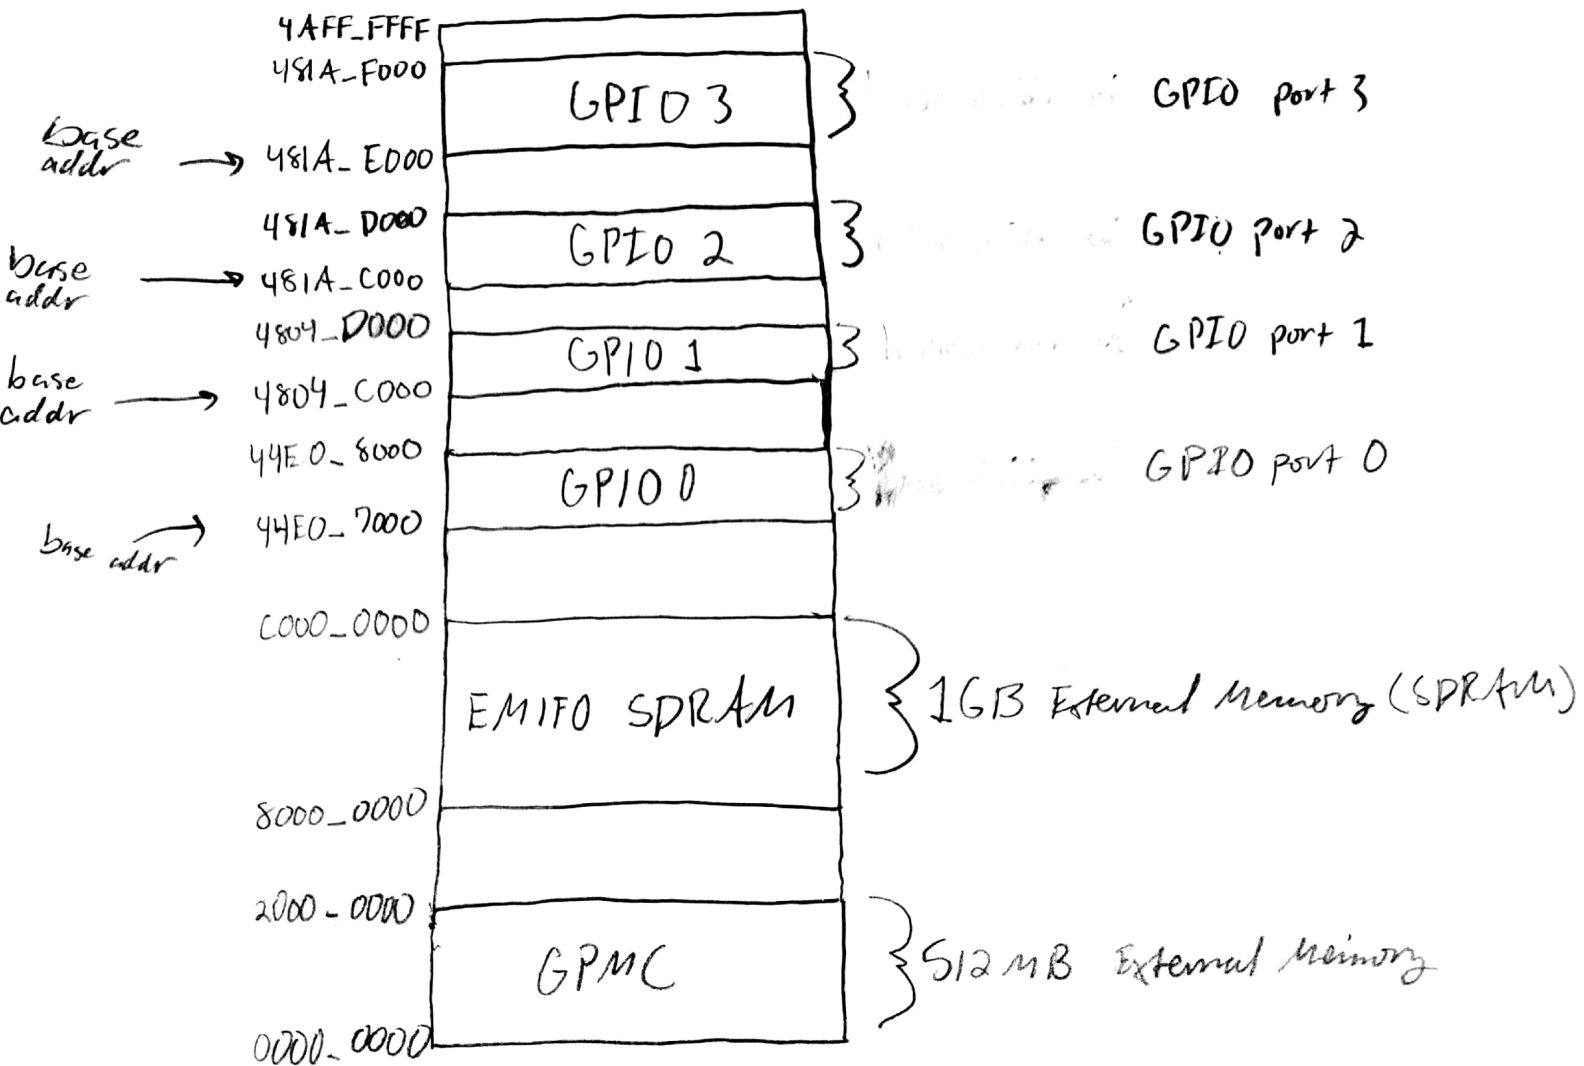 4AFF_FFFF
481A_F000
GPIO 3
GPIO port 3
base
addr
481A_E000
481A_D000
GPIO 2
GPIO port 2
base
addr
481A_C000
4804_D000
GPIO 1
GPIO port 1
base
addr
4804_C000
44E0_8000
GPIO 0
GPIO port 0
base addr
44E0_7000
C000_0000
EMIFO SDRAM
1GB External Memory (SDRAM)
8000_0000
2000_0000
GPMC
512MB External Memory
0000_0000